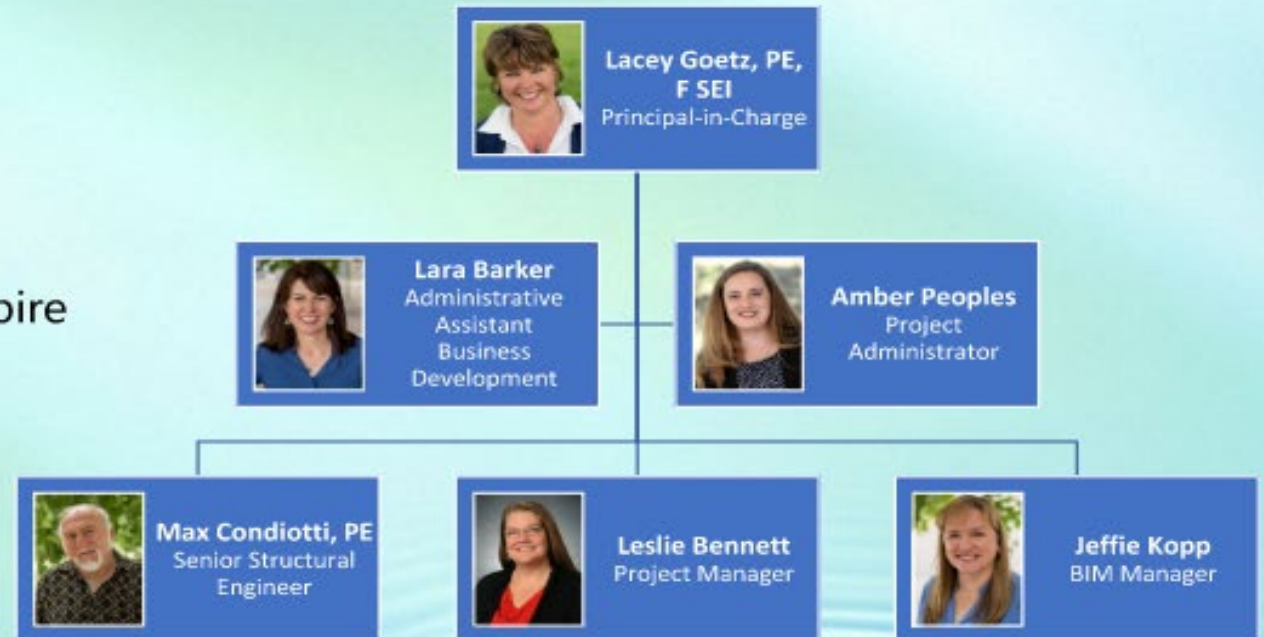 Lacey Goetz, PE,
F SEI
Principal-in-Charge
Lara Barker
Administrative
Assistant
Business
Development
Amber Peoples
Project
Administrator
Max Condiotti, PE
Senior Structural
Engineer
Leslie Bennett
Project Manager
Jeffie Kopp
BIM Manager